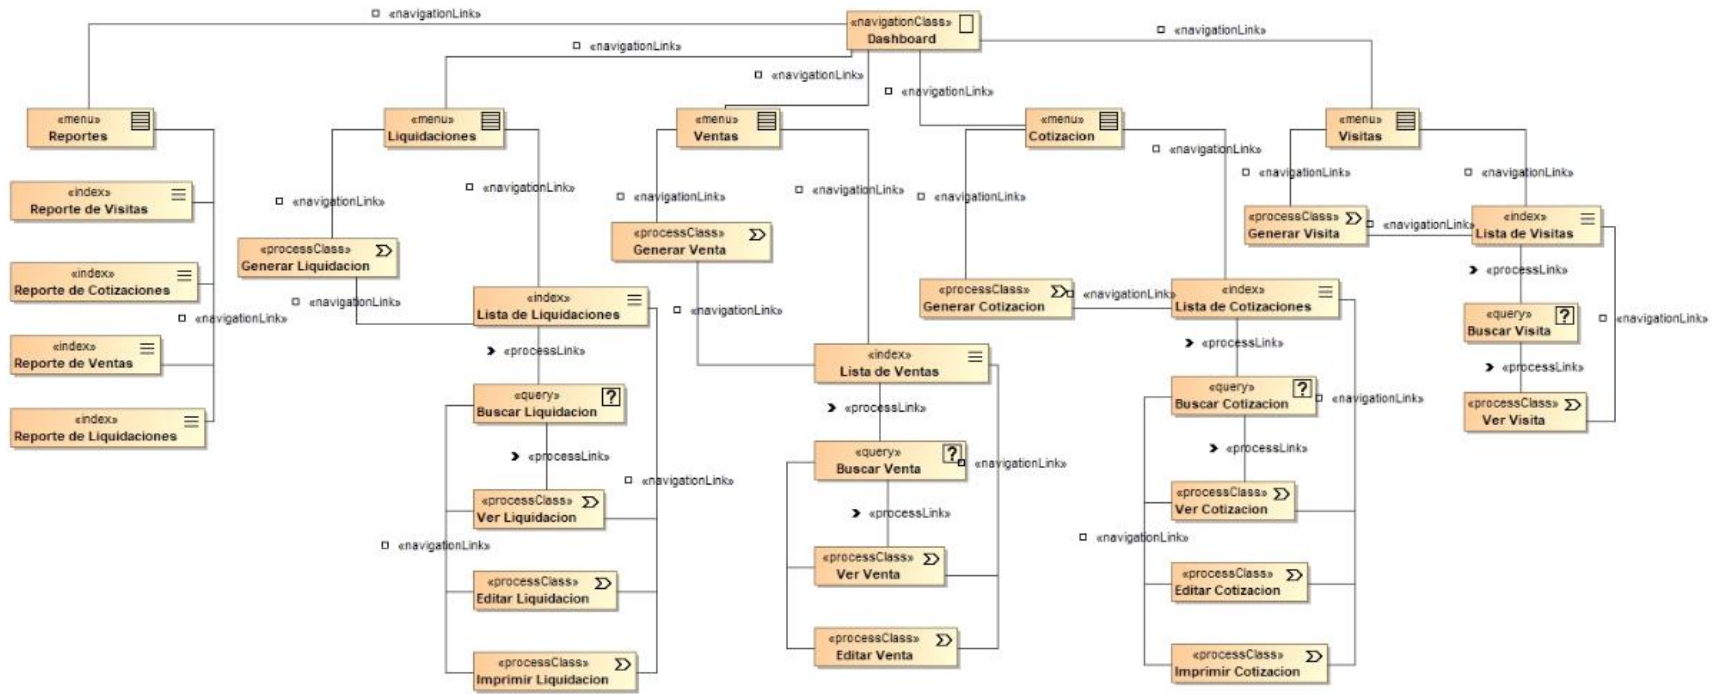 «navigationLink»
«navigationClass»
Dashboard
«navigationLink»
«navigationLink»
«navigationLink»
«navigationLink»
«menu»
Reportes
«menu»
Liquidaciones
«menu»
Ventas
«menu»
Cotizacion
«menu»
Visitas
«navigationLink»
«navigationLink»
«navigationLink»
«index»
Reporte de Visitas
«navigationLink»
«navigationLink»
«navigationLink»
«navigationLink»
«navigationLink»
«processClass»
Generar Liquidacion
«processClass»
Generar Venta
«processClass»
Generar Visita
«navigationLink»
«index»
Lista de Visitas
«index»
Reporte de Cotizaciones
«navigationLink»
«navigationLink»
«index»
Lista de Liquidaciones
«navigationLink»
«processClass»
Generar Cotizacion
«navigationLink»
«index»
Lista de Cotizaciones
«processLink»
«query»
Buscar Visita
«navigationLink»
«index»
Reporte de Ventas
«processLink»
«index»
Lista de Ventas
«processLink»
«processLink»
«index»
Reporte de Liquidaciones
«query»
Buscar Liquidacion
«processLink»
«query»
Buscar Cotizacion
«navigationLink»
«processClass»
Ver Visita
«processLink»
«navigationLink»
«query»
Buscar Venta
«navigationLink»
«processLink»
«processClass»
Ver Liquidacion
«processLink»
«processClass»
Ver Cotizacion
«navigationLink»
«processClass»
Ver Venta
«navigationLink»
«processClass»
Editar Liquidacion
«processClass»
Editar Cotizacion
«processClass»
Imprimir Liquidacion
«processClass»
Editar Venta
«processClass»
Imprimir Cotizacion